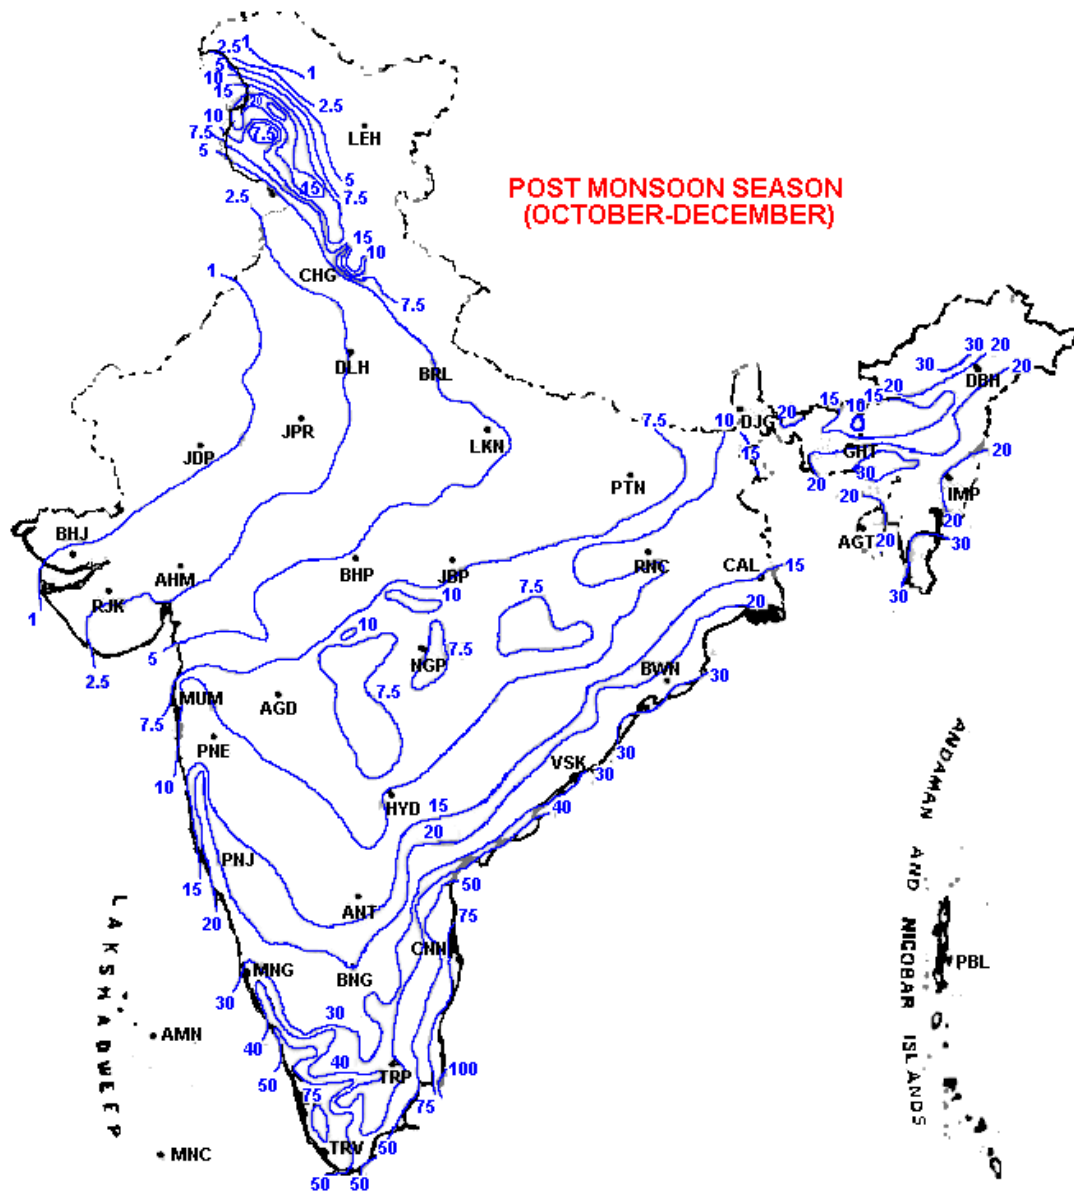 1
2.5
1
5
10
2.5
15
20
10
7.5
7.5
LEH
5
5
15
7.5
2.5
POST MONSOON SEASON
(OCTOBER-DECEMBER)
15
10
1
CHG
7.5
30 20
30
20
DLH
BRL
DBH
20
15
15
10
20
10
DJG
JPR
7.5
LKN
JDP
GHT
15
20
30
PTN
20
IMP
20
BHJ
20
AGT
20
30
BHP
JBP
RNC
CAL
15
AHM
7.5
30
RJK
10
20
1
10
5
7.5
NGP
BWN
2.5
30
7.5
MUM
AGD
7.5
PNE
30
VSK
30
10
HYD
15
40
20
PNJ
15
50
20
ANT
75
CNN
MNG
BNG
30
30
40
40
50
TRP
100
75
75
50
TRV
50
50
LAKSHADWEEP
AMN
MNC
ANDAMAN
AND
NICOBAR
ISLANDS
PBL